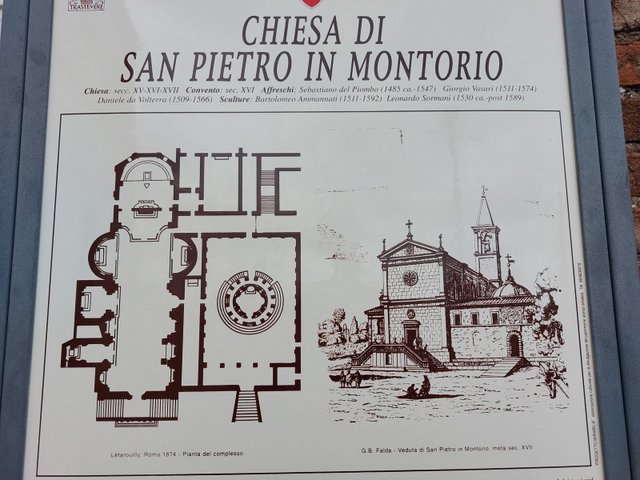 TRASTEVERE
CHIESA DI
SAN PIETRO IN MONTORIO
Chiesa: secc. XV-XVI-XVII Convento: sec. XVI Affreschi: Sebastiano del Piombo (1485 ca.-1547) Giorgio Vasari (1511-1574)
Daniele da Volterra (1509-1566) Sculture: Bartolomeo Ammannati (1511-1592) Leonardo Sormani (1530 ca.-post 1589)
Létarouilly, Roma 1874 - Pianta del complesso
G.B. Falda - Veduta di San Pietro in Montorio, metà sec. XVII